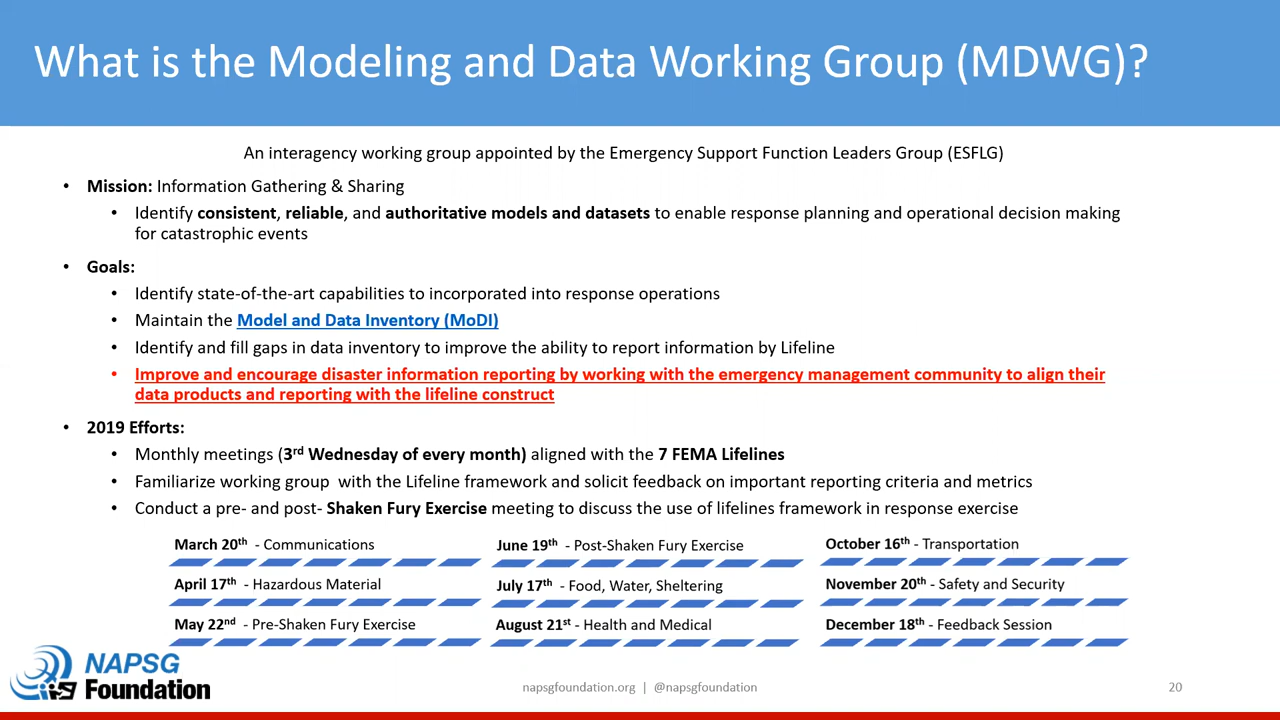 What is the Modeling and Data Working Group (MDWG)?
An interagency working group appointed by the Emergency Support Function Leaders Group (ESFLG)
• Mission: Information Gathering & Sharing
• Identify consistent, reliable, and authoritative models and datasets to enable response planning and operational decision making
for catastrophic events
• Goals:
• Identify state-of-the-art capabilities to incorporated into response operations
• Maintain the Model and Data Inventory (MoDI)
• Identify and fill gaps in data inventory to improve the ability to report information by Lifeline
• Improve and encourage disaster information reporting by working with the emergency management community to align their
data products and reporting with the lifeline construct
• 2019 Efforts:
• Monthly meetings (3rd Wednesday of every month) aligned with the 7 FEMA Lifelines
• Familiarize working group with the Lifeline framework and solicit feedback on important reporting criteria and metrics
• Conduct a pre- and post- Shaken Fury Exercise meeting to discuss the use of lifelines framework in response exercise
March 20th - Communications
April 17th - Hazardous Material
May 22nd - Pre-Shaken Fury Exercise
June 19th - Post-Shaken Fury Exercise
July 17th - Food, Water, Sheltering
August 21st - Health and Medical
October 16th - Transportation
November 20th - Safety and Security
December 18th - Feedback Session
NAPSG
Foundation
napsgfoundation.org | @napsgfoundation
20